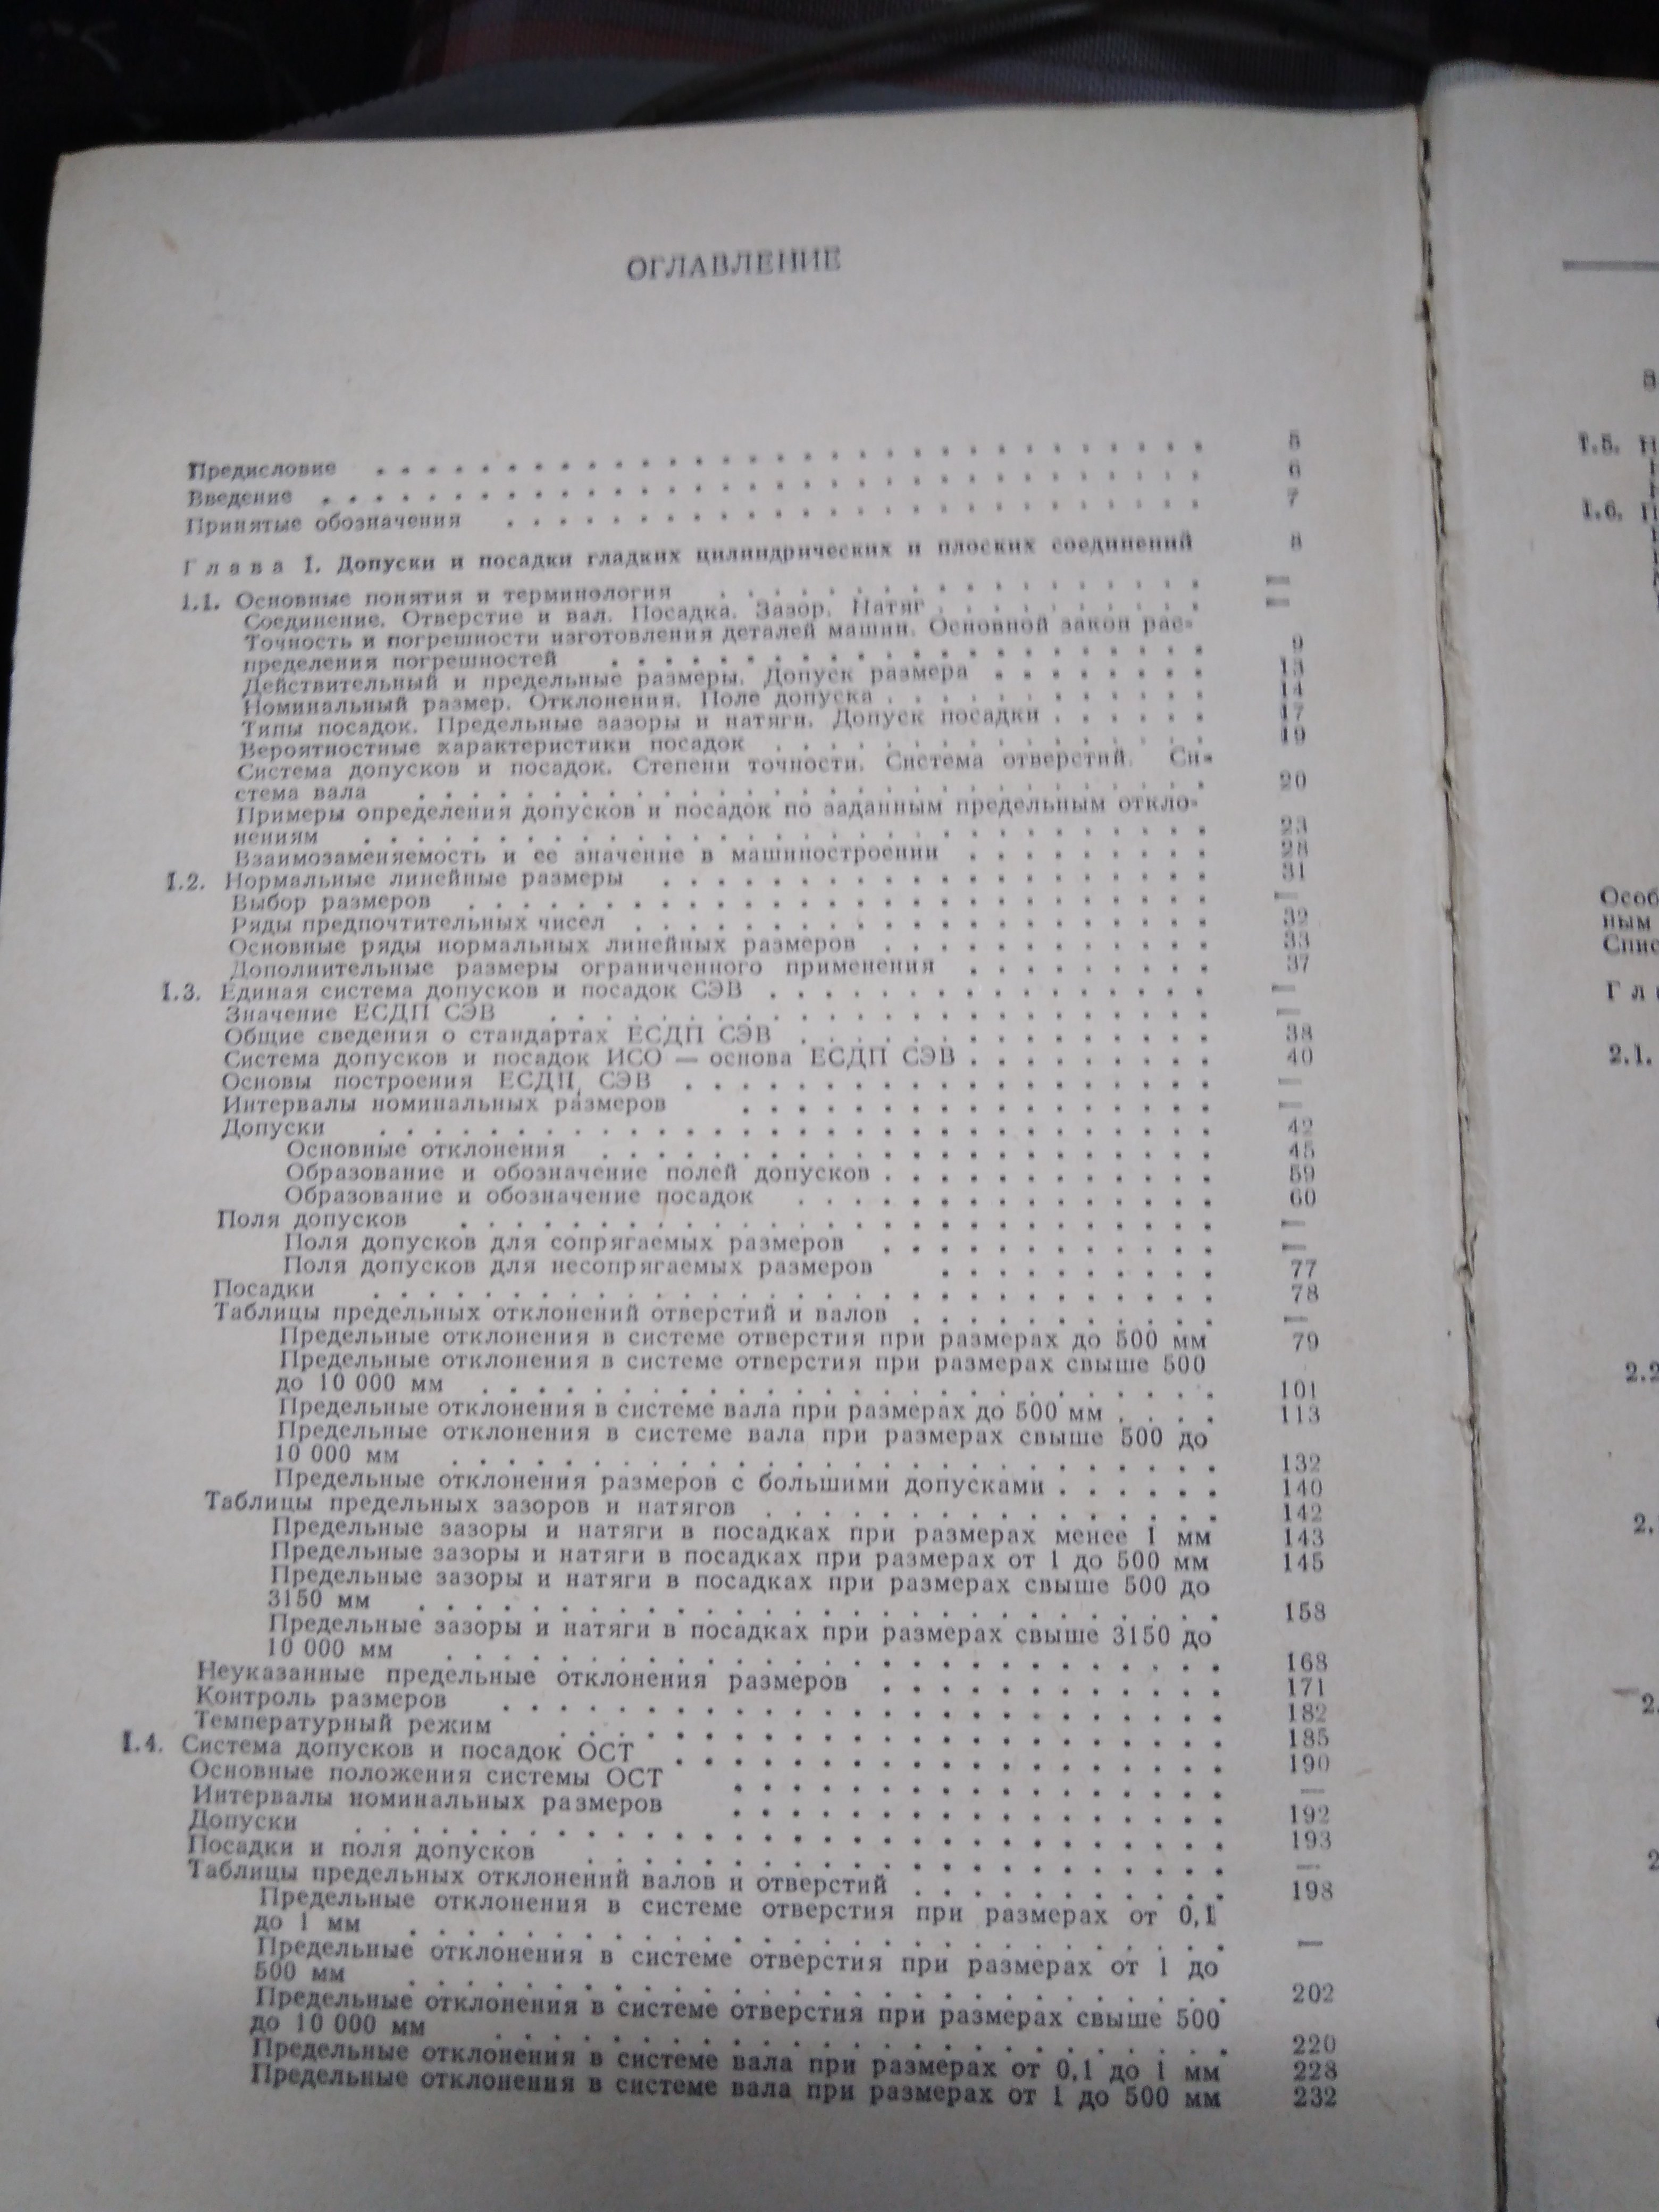 ОГЛАВЛЕНИЕ
Предисловие . . . . . . . . . . 5
Введение . . . . . . . . . . 6
Принятые обозначения . . . . . . . . . . 7
Глава 1. Допуски и посадки гладких цилиндрических и плоских соединений 8
1.1. Основные понятия и терминология . . . . . . . . . . —
Соединение. Отверстие и вал. Посадка. Зазор. Натяг . . . . . . . . . . —
Точность и погрешности изготовления деталей машин. Основной закон рас-
пределения погрешностей . . . . . . . . . . 9
Действительный и предельные размеры. Допуск размера . . . . . . . . 13
Номинальный размер. Отклонения. Поле допуска . . . . . . . . . . 14
Типы посадок. Предельные зазоры и натяги. Допуск посадки . . . . . . 17
Вероятностные характеристики посадок . . . . . . . . . . 19
Система допусков и посадок. Степени точности. Система отверстий. Си-
стема вала . . . . . . . . . . 20
Примеры определения допусков и посадок по заданным предельным откло-
нениям . . . . . . . . . . 23
Взаимозаменяемость и ее значение в машиностроении . . . . . . . . . 28
1.2. Нормальные линейные размеры . . . . . . . . . . 31
Выбор размеров . . . . . . . . . . —
Ряды предпочтительных чисел . . . . . . . . . . 32
Основные ряды нормальных линейных размеров . . . . . . . . . . 33
Дополнительные размеры ограниченного применения . . . . . . . . . 37
1.3. Единая система допусков и посадок СЭВ . . . . . . . . . . —
Значение ЕСДП СЭВ . . . . . . . . . . —
Общие сведения о стандартах ЕСДП СЭВ . . . . . . . . . . 38
Система допусков и посадок ИСО — основа ЕСДП СЭВ . . . . . . . . . 40
Основы построения ЕСДП СЭВ . . . . . . . . . . —
Интервалы номинальных размеров . . . . . . . . . . —
Допуски . . . . . . . . . . 42
Основные отклонения . . . . . . . . . . 45
Образование и обозначение полей допусков . . . . . . . . . . 59
Образование и обозначение посадок . . . . . . . . . . 60
Поля допусков . . . . . . . . . . —
Поля допусков для сопрягаемых размеров . . . . . . . . . . —
Поля допусков для несопрягаемых размеров . . . . . . . . . . 77
Посадки . . . . . . . . . . 78
Таблицы предельных отклонений отверстий и валов . . . . . . . . . . —
Предельные отклонения в системе отверстия при размерах до 500 мм 79
Предельные отклонения в системе отверстия при размерах свыше 500
до 10 000 мм . . . . . . . . . . 101
Предельные отклонения в системе вала при размерах до 500 мм . . . . 113
Предельные отклонения в системе вала при размерах свыше 500 до
10 000 мм . . . . . . . . . . 132
Предельные отклонения размеров с большими допусками . . . . . . 140
Таблицы предельных зазоров и натягов . . . . . . . . . . 142
Предельные зазоры и натяги в посадках при размерах менее 1 мм 143
Предельные зазоры и натяги в посадках при размерах от 1 до 500 мм 145
Предельные зазоры и натяги в посадках при размерах свыше 500 до
3150 мм . . . . . . . . . . 158
Предельные зазоры и натяги в посадках при размерах свыше 3150 до
10 000 мм . . . . . . . . . . 168
Неуказанные предельные отклонения размеров . . . . . . . . . . 171
Контроль размеров . . . . . . . . . . 182
Температурный режим . . . . . . . . . . 185
1.4. Система допусков и посадок ОСТ . . . . . . . . . . 190
Основные положения системы ОСТ . . . . . . . . . . —
Интервалы номинальных размеров . . . . . . . . . . 192
Допуски . . . . . . . . . . 193
Посадки и поля допусков . . . . . . . . . . —
Таблицы предельных отклонений валов и отверстий . . . . . . . . . . 198
Предельные отклонения в системе отверстия при размерах от 0,1
до 1 мм . . . . . . . . . . —
Предельные отклонения в системе отверстия при размерах от 1 до
500 мм . . . . . . . . . . 202
Предельные отклонения в системе отверстия при размерах свыше 500
до 10 000 мм . . . . . . . . . . 220
Предельные отклонения в системе вала при размерах от 0,1 до 1 мм 228
Предельные отклонения в системе вала при размерах от 1 до 500 мм 232
1.5.
1.6.
Особ
ным
Спис
Гл
2.1.